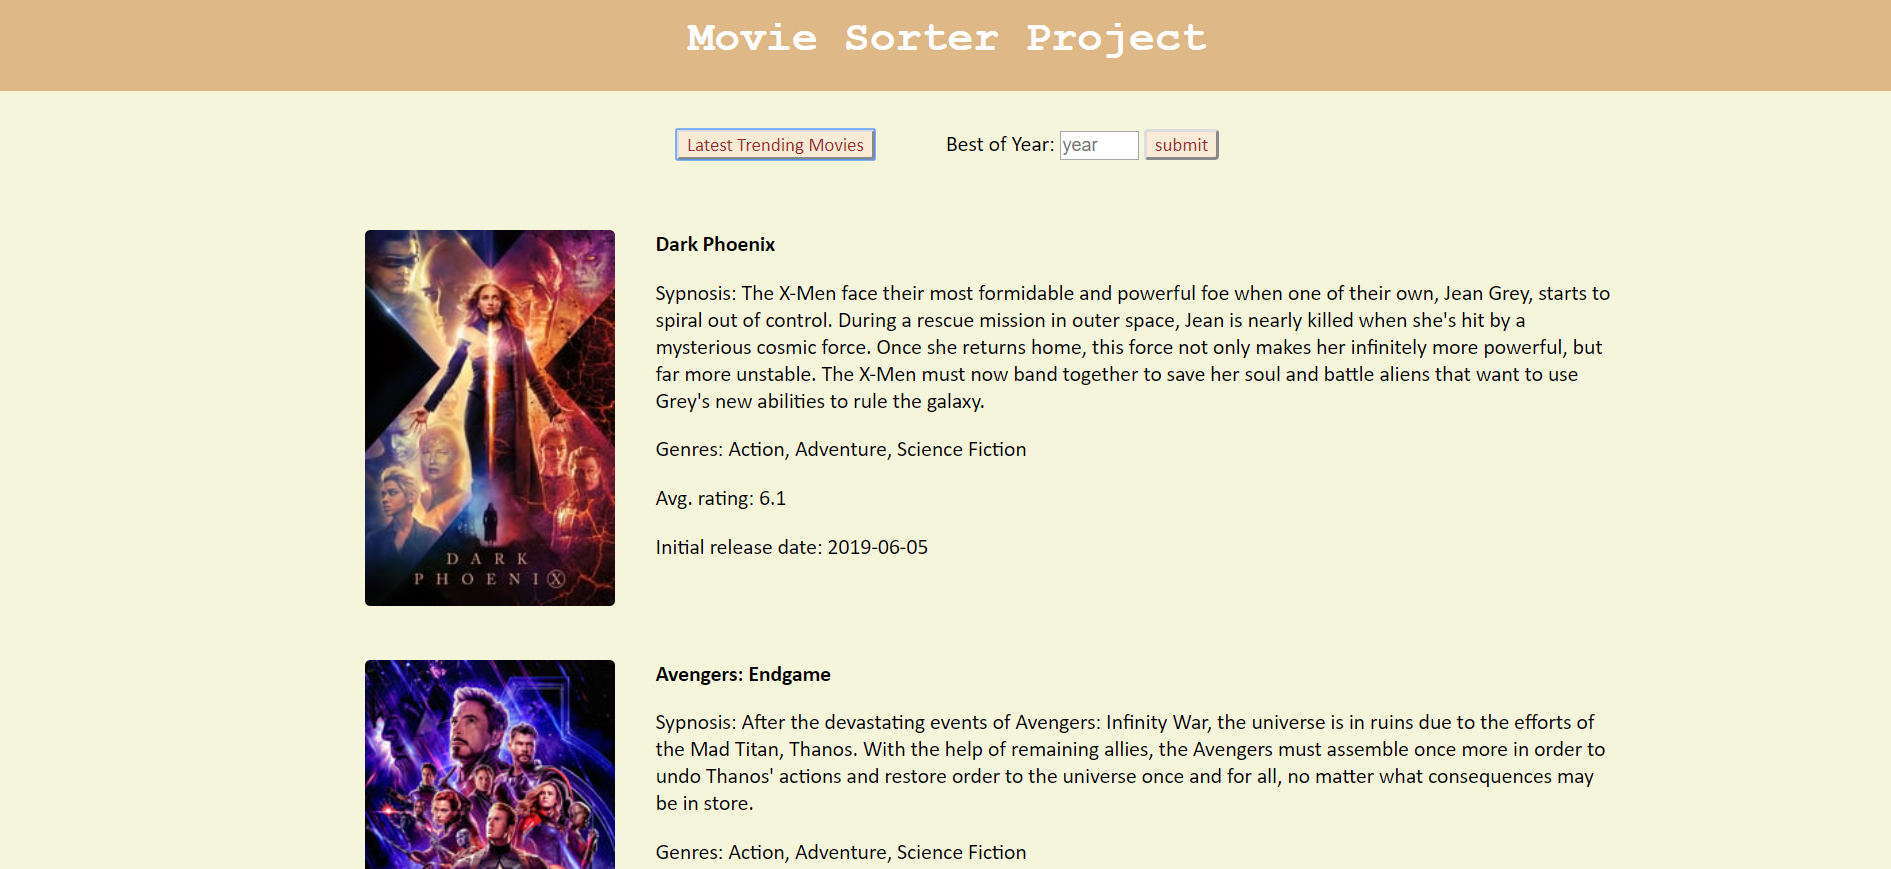 Movie Sorter Project
Latest Trending Movies
Best of Year: year submit
Dark Phoenix
Sypnosis: The X-Men face their most formidable and powerful foe when one of their own, Jean Grey, starts to
spiral out of control. During a rescue mission in outer space, Jean is nearly killed when she's hit by a
mysterious cosmic force. Once she returns home, this force not only makes her infinitely more powerful, but
far more unstable. The X-Men must now band together to save her soul and battle aliens that want to use
Grey's new abilities to rule the galaxy.
Genres: Action, Adventure, Science Fiction
Avg. rating: 6.1
Initial release date: 2019-06-05
DARK
PHOENIX
Avengers: Endgame
Sypnosis: After the devastating events of Avengers: Infinity War, the universe is in ruins due to the efforts of
the Mad Titan, Thanos. With the help of remaining allies, the Avengers must assemble once more in order to
undo Thanos' actions and restore order to the universe once and for all, no matter what consequences may
be in store.
Genres: Action, Adventure, Science Fiction